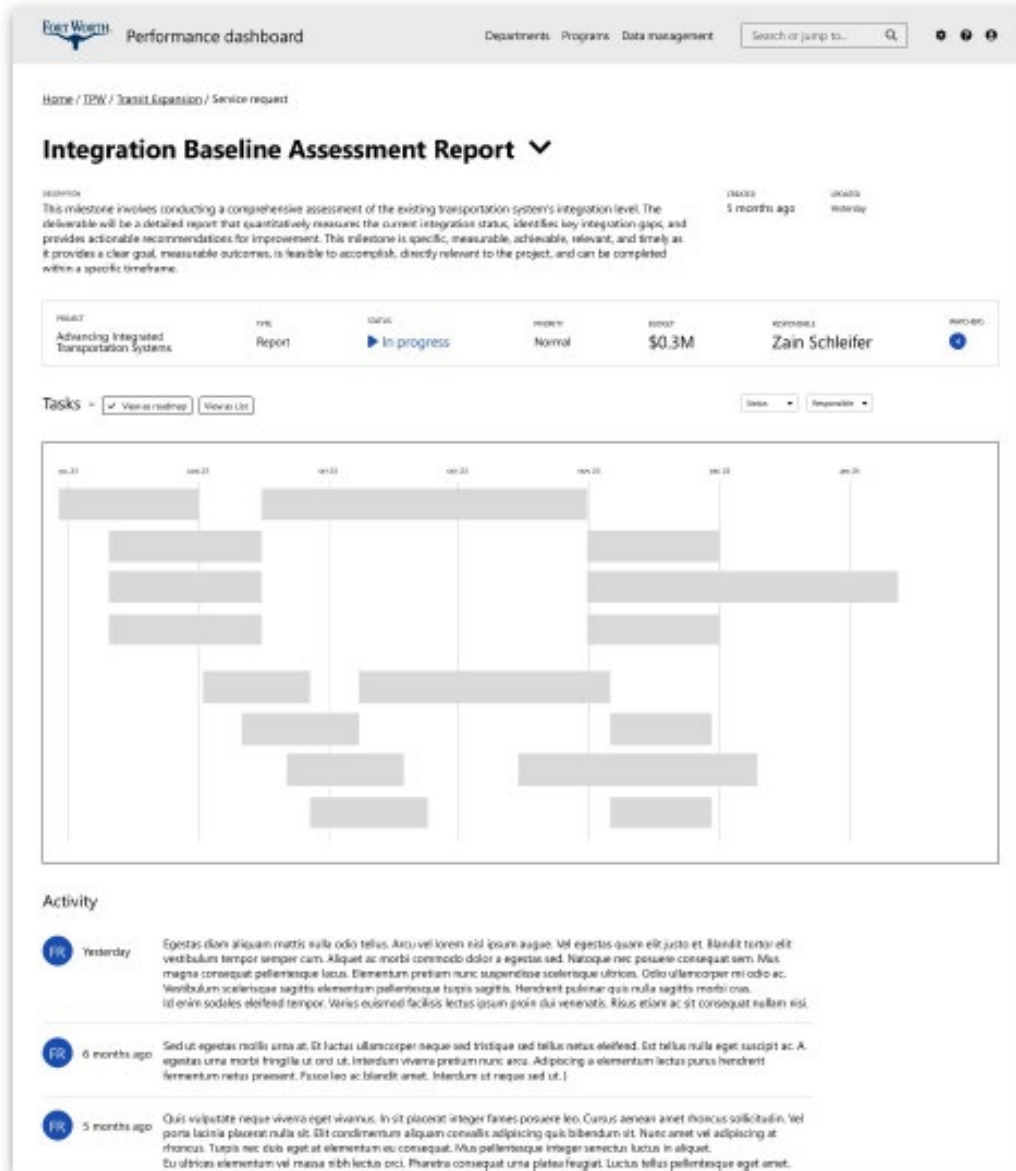 FORT WORTH
Performance dashboard
Departments Programs Data management
Search or jump to...
Home / TPW / Transit Expansion / Service request
Integration Baseline Assessment Report
DESCRIPTION
CREATED
UPDATED
5 months ago
Yesterday
This milestone involves conducting a comprehensive assessment of the existing transportation system's integration level. The
deliverable will be a detailed report that quantitatively measures the current integration status, identifies key integration gaps, and
provides actionable recommendations for improvement. This milestone is specific, measurable, achievable, relevant, and timely as
it provides a clear goal, measurable outcomes, is feasible to accomplish, directly relevant to the project, and can be completed
within a specific timeframe.
PROJECT
TYPE
STATUS
PRIORITY
BUDGET
RESPONSIBLE
WATCHERS
Advancing Integrated
Transportation Systems
Report
In progress
Normal
$0.3M
Zain Schleifer
Tasks -
View as roadmap
View as List
Status
Responsible
Activity
FR
Yesterday
Egestas diam aliquam mattis nulla odio tellus. Arcu vel lorem nisl ipsum augue. Vel egestas quam elit justo et. Blandit tortor elit
vestibulum tempor semper cum. Aliquet ac morbi commodo dolor a egestas sed. Natoque nec posuere consequat sem. Mus
magna consequat pellentesque lacus. Elementum pretium nunc suspendisse scelerisque ultrices. Odio ullamcorper mi odio ac.
Vestibulum scelerisque sagittis elementum pellentesque turpis sagittis. Hendrerit pulvinar quis nulla sagittis morbi cras.
Id enim sodales eleifend tempor. Varius euismod facilisis lectus ipsum proin dui venenatis. Risus etiam ac sit consequat nullam nisi.
FR
6 months ago
Sed ut egestas mollis urna at. Et luctus ullamcorper neque sed tristique sed tellus netus eleifend. Est tellus nulla eget suscipit ac. A
egestas urna morbi fringilla ut orci ut. Interdum viverra pretium nunc arcu. Adipiscing a elementum lectus purus hendrerit
fermentum netus praesent. Fusce leo ac blandit amet. Interdum ut neque sed ut.]
FR
5 months ago
Quis vulputate neque viverra eget vivamus. In sit placerat integer fames posuere leo. Cursus aenean amet rhoncus sollicitudin. Vel
porta lacinia placerat nulla sit. Elit condimentum aliquam convallis adipiscing quis bibendum sit. Nunc amet vel adipiscing at
rhoncus. Turpis nec duis eget at elementum eu consequat. Mus pellentesque integer senectus luctus in aliquet.
Eu ultrices elementum vel massa nibh lectus orci. Pharetra consequat urna platea feugiat. Luctus tellus pellentesque eget amet.